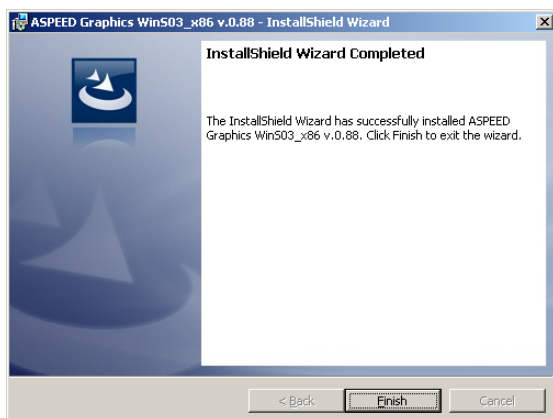 ASPEED Graphics WinS03_x86 v.0.88 - InstallShield Wizard
InstallShield Wizard Completed
The InstallShield Wizard has successfully installed ASPEED
Graphics WinS03_x86 v.0.88. Click Finish to exit the wizard.
< Back Finish Cancel